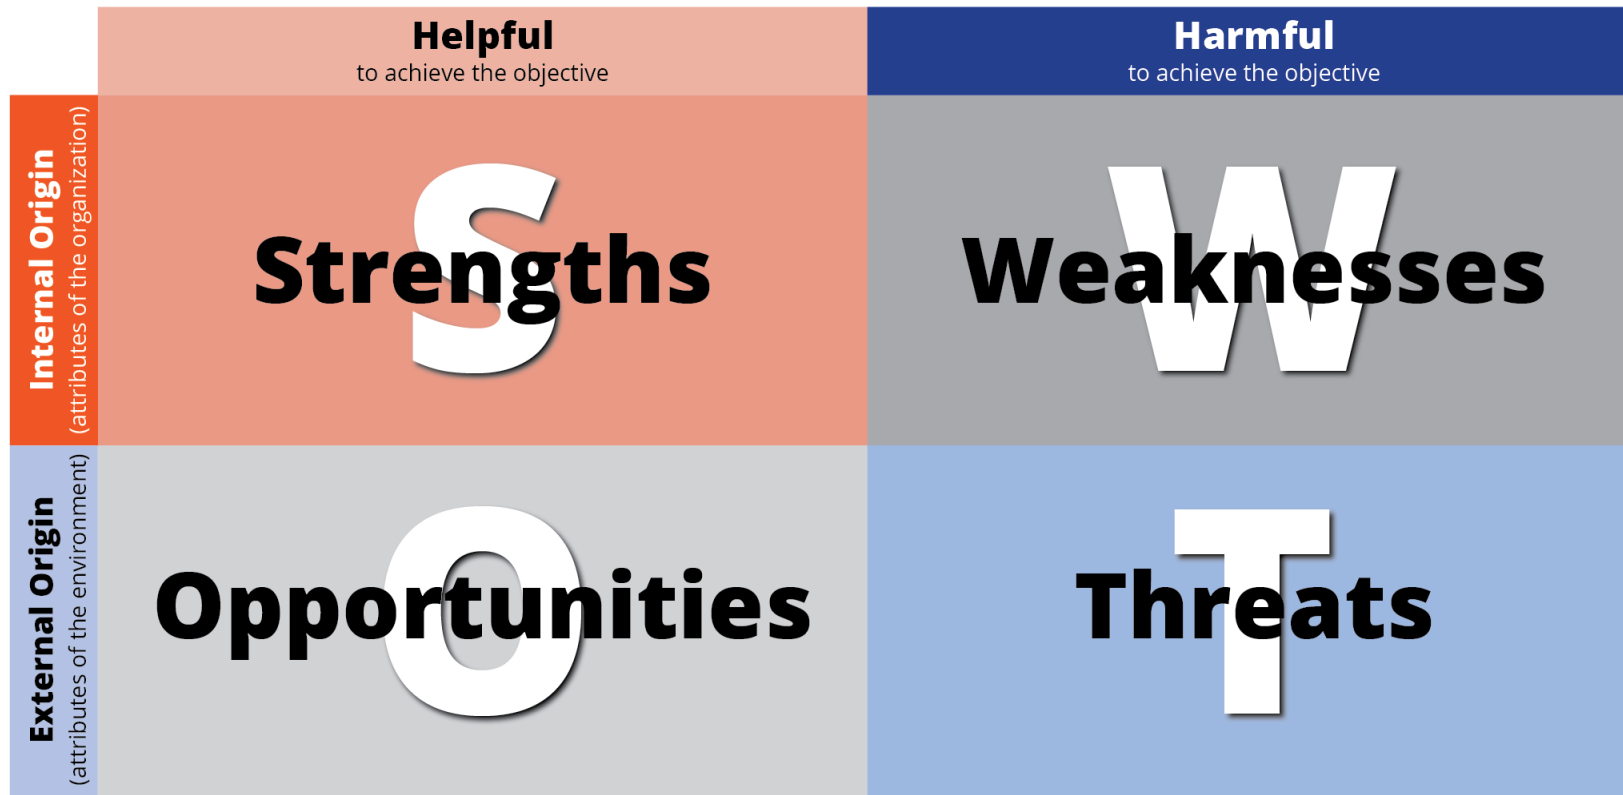 Helpful
to achieve the objective
Harmful
to achieve the objective
Internal Origin
(attributes of the organization)
S
Strengths
W
Weaknesses
External Origin
(attributes of the environment)
O
Opportunities
T
Threats